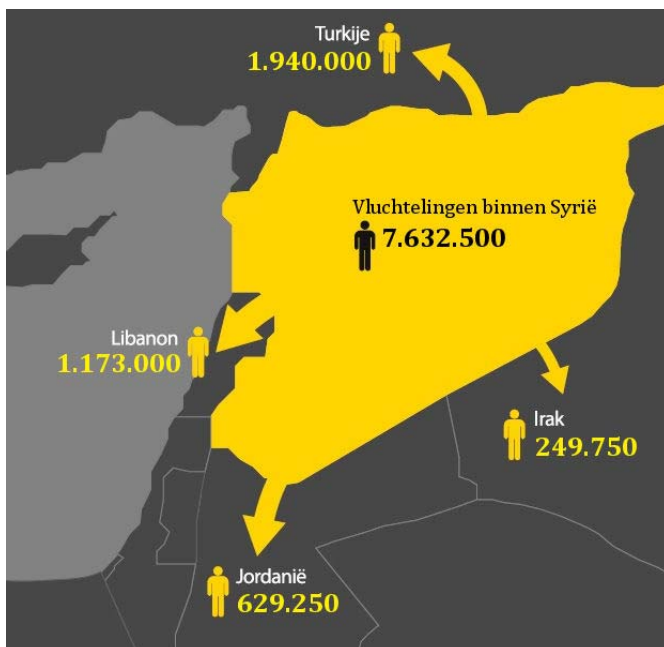 Turkije
1.940.000
Vluchtelingen binnen Syrië
7.632.500
Libanon
1.173.000
Irak
249.750
Jordanië
629.250